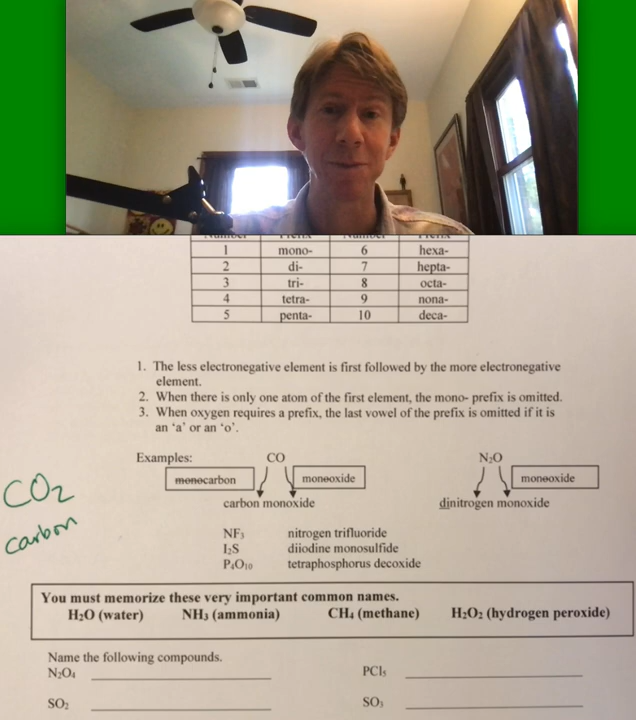 Number Prefix Number Prefix
1 mono- 6 hexa-
2 di- 7 hepta-
3 tri- 8 octa-
4 tetra- 9 nona-
5 penta- 10 deca-
1. The less electronegative element is first followed by the more electronegative
element.
2. When there is only one atom of the first element, the mono- prefix is omitted.
3. When oxygen requires a prefix, the last vowel of the prefix is omitted if it is
an ‘a’ or an ‘o’.
Examples: CO N₂O
monocarbon monooxide monooxide
carbon monoxide dinitrogen monoxide
CO₂
carbon
NF₃ nitrogen trifluoride
I₂S diiodine monosulfide
P₄O₁₀ tetraphosphorus decoxide
You must memorize these very important common names.
H₂O (water) NH₃ (ammonia) CH₄ (methane) H₂O₂ (hydrogen peroxide)
Name the following compounds.
N₂O₄ PCl₅
SO₂ SO₃